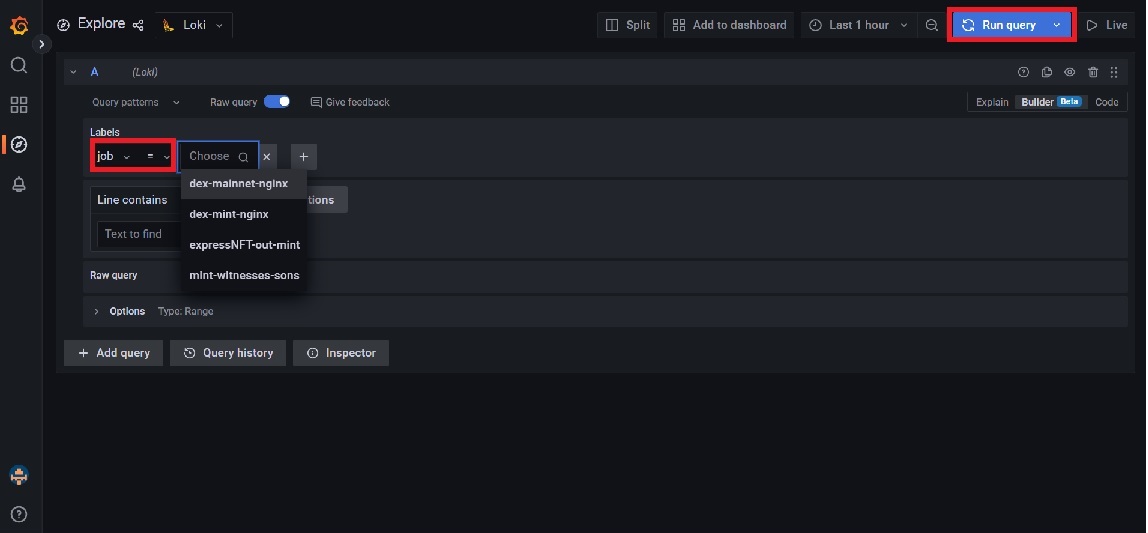 Explore Loki Split Add to dashboard Last 1 hour Run query Live
A (Loki)
Query patterns Raw query Give feedback Explain Builder Beta Code
Labels
job = Choose
dex-mainnet-nginx
Line contains tions
dex-mint-nginx
Text to find
expressNFT-out-mint
Raw query mint-witnesses-sons
Options Type: Range
Add query Query history Inspector